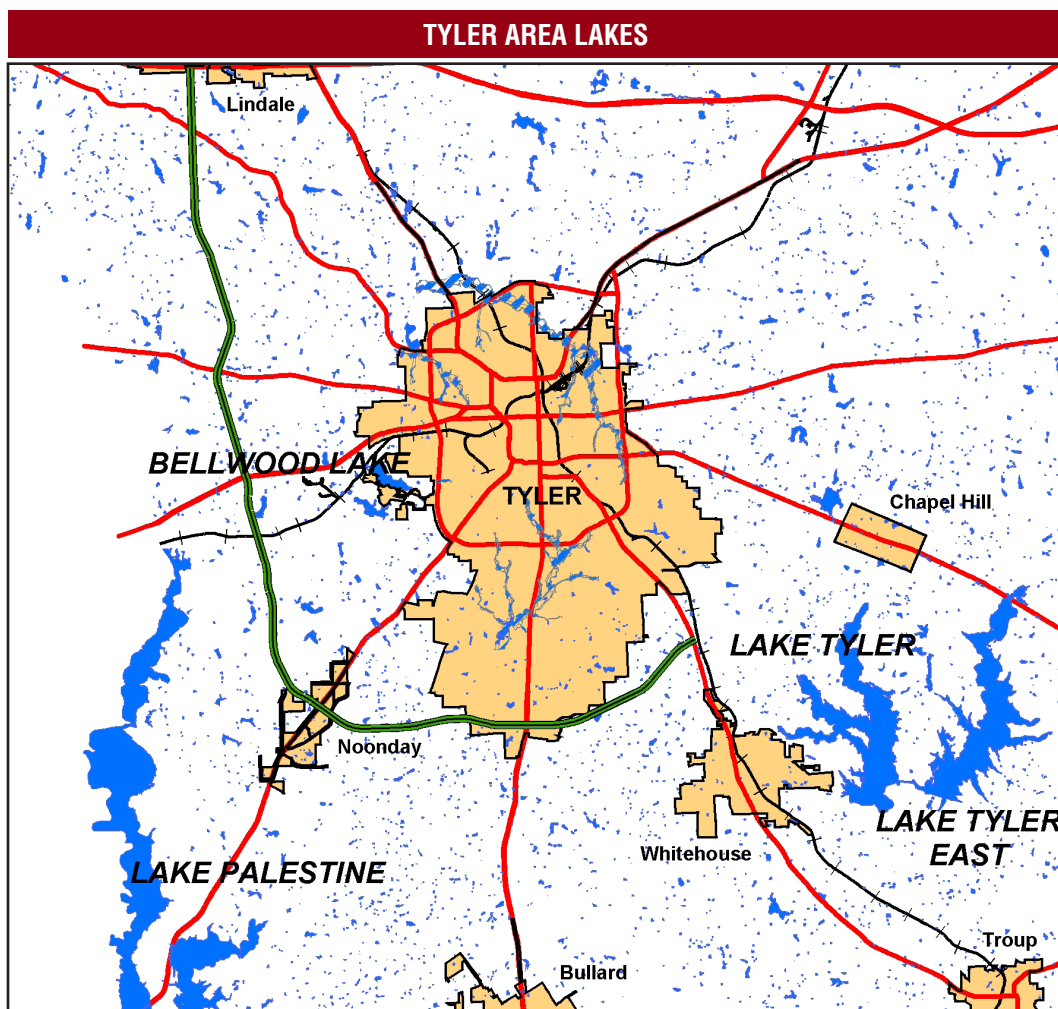 TYLER AREA LAKES
Lindale
BELLWOOD LAKE
TYLER
Chapel Hill
LAKE TYLER
Noonday
LAKE TYLER
EAST
Whitehouse
LAKE PALESTINE
Troup
Bullard